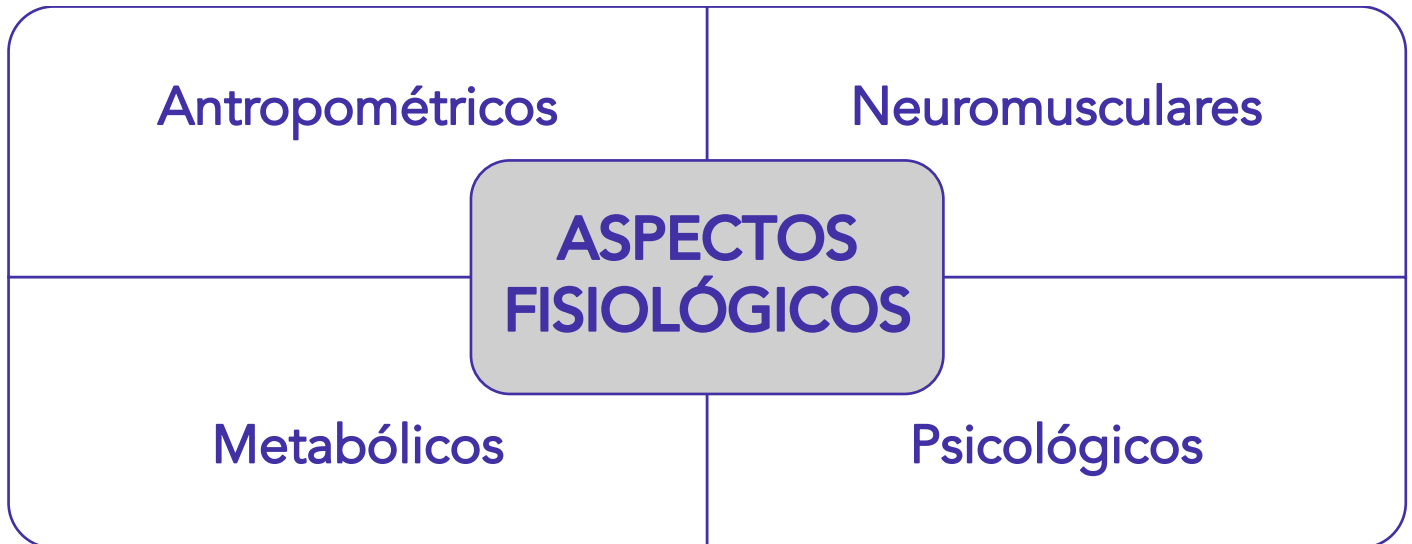 Antropométricos
Neuromusculares
ASPECTOS
FISIOLÓGICOS
Metabólicos
Psicológicos